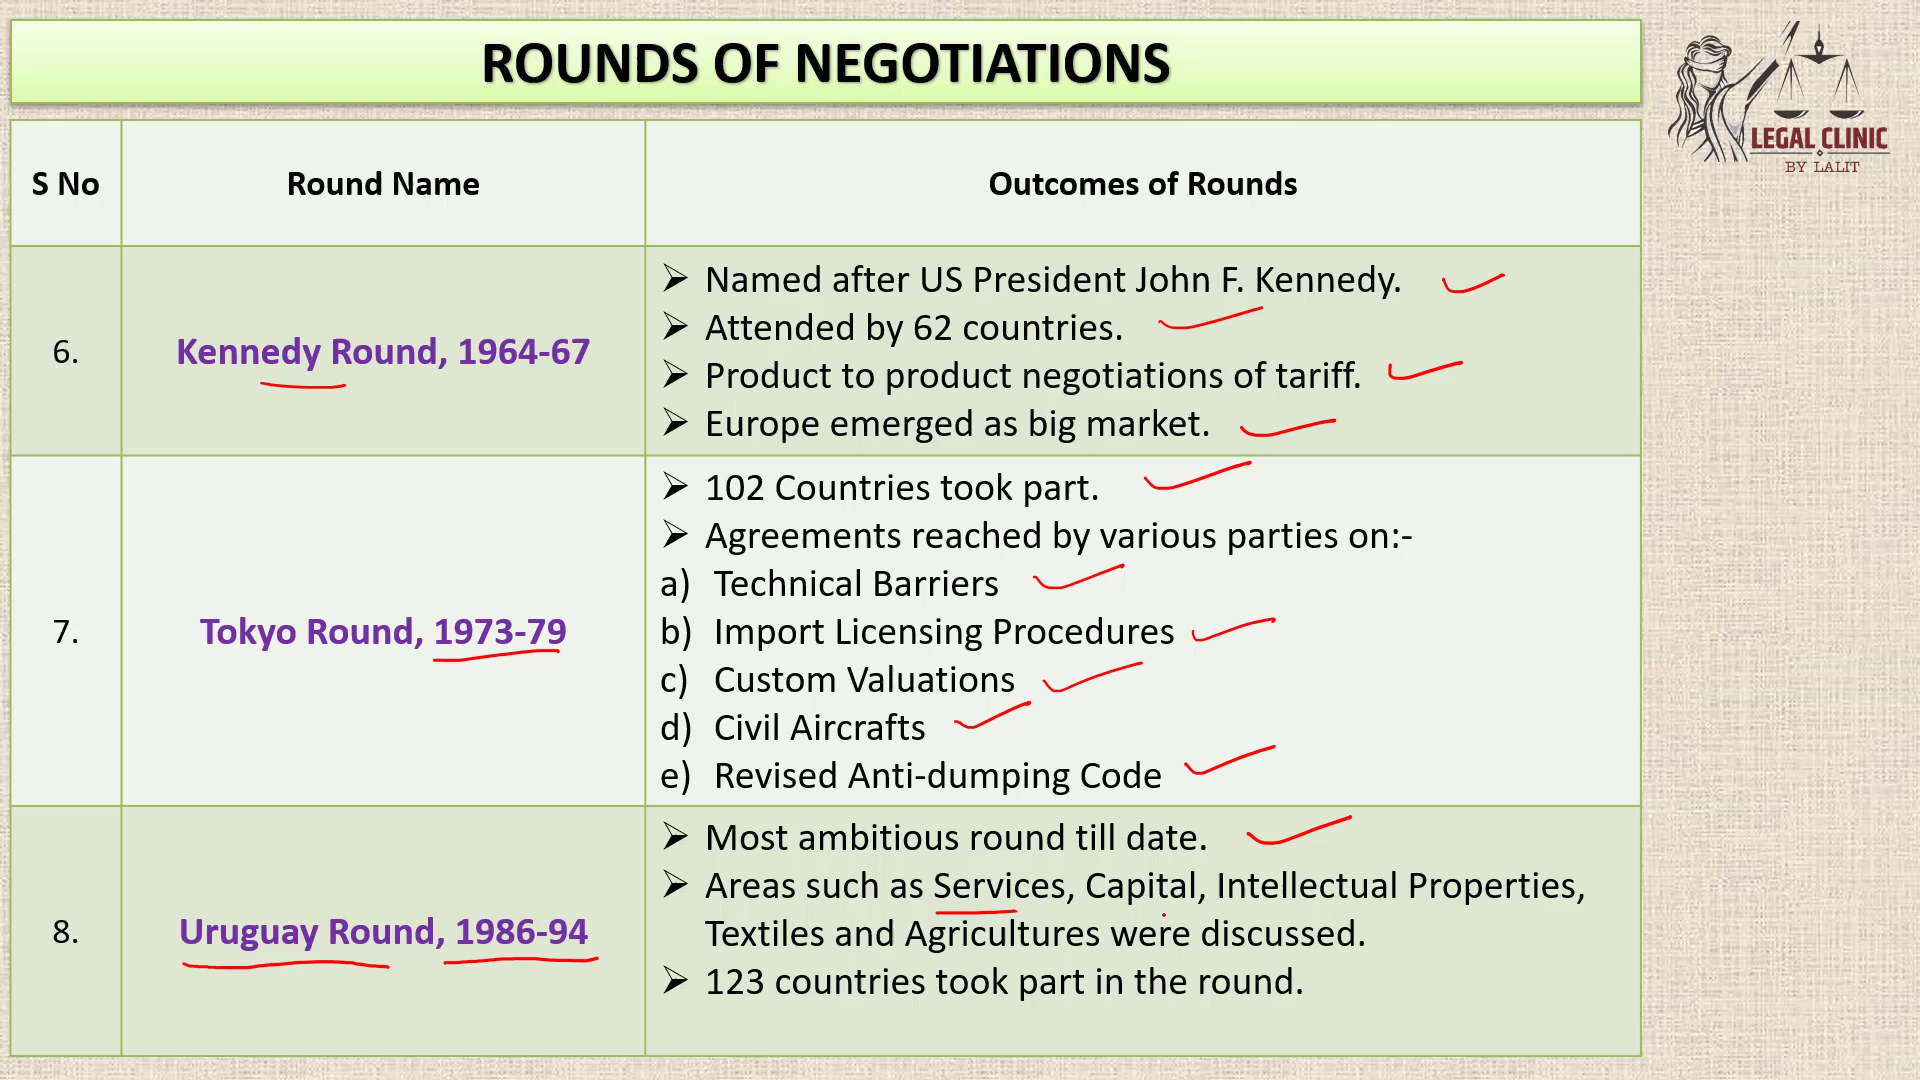 ROUNDS OF NEGOTIATIONS
LEGAL CLINIC
BY LALIT
S No
Round Name
Outcomes of Rounds
6.
Kennedy Round, 1964-67
➢ Named after US President John F. Kennedy.
➢ Attended by 62 countries.
➢ Product to product negotiations of tariff.
➢ Europe emerged as big market.
7.
Tokyo Round, 1973-79
➢ 102 Countries took part.
➢ Agreements reached by various parties on:-
a) Technical Barriers
b) Import Licensing Procedures
c) Custom Valuations
d) Civil Aircrafts
e) Revised Anti-dumping Code
8.
Uruguay Round, 1986-94
➢ Most ambitious round till date.
➢ Areas such as Services, Capital, Intellectual Properties,
Textiles and Agricultures were discussed.
➢ 123 countries took part in the round.